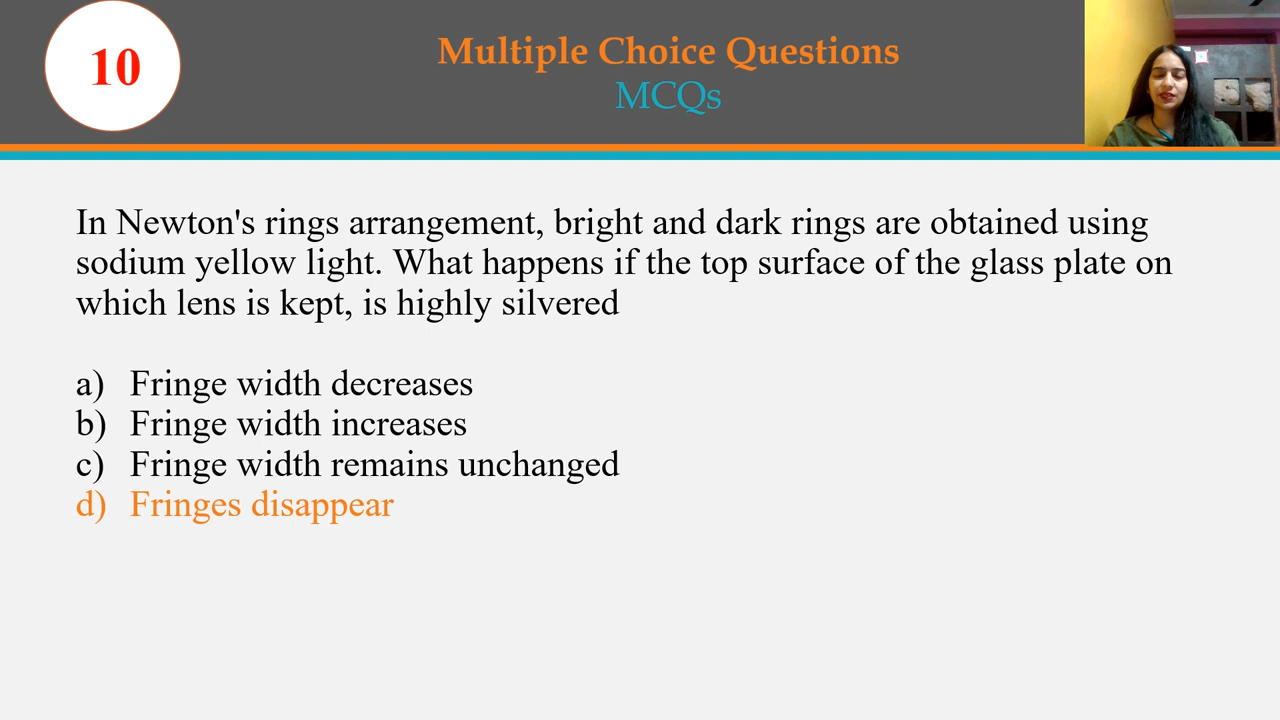 10
Multiple Choice Questions
MCQs
In Newton's rings arrangement, bright and dark rings are obtained using
sodium yellow light. What happens if the top surface of the glass plate on
which lens is kept, is highly silvered
a) Fringe width decreases
b) Fringe width increases
c) Fringe width remains unchanged
d) Fringes disappear